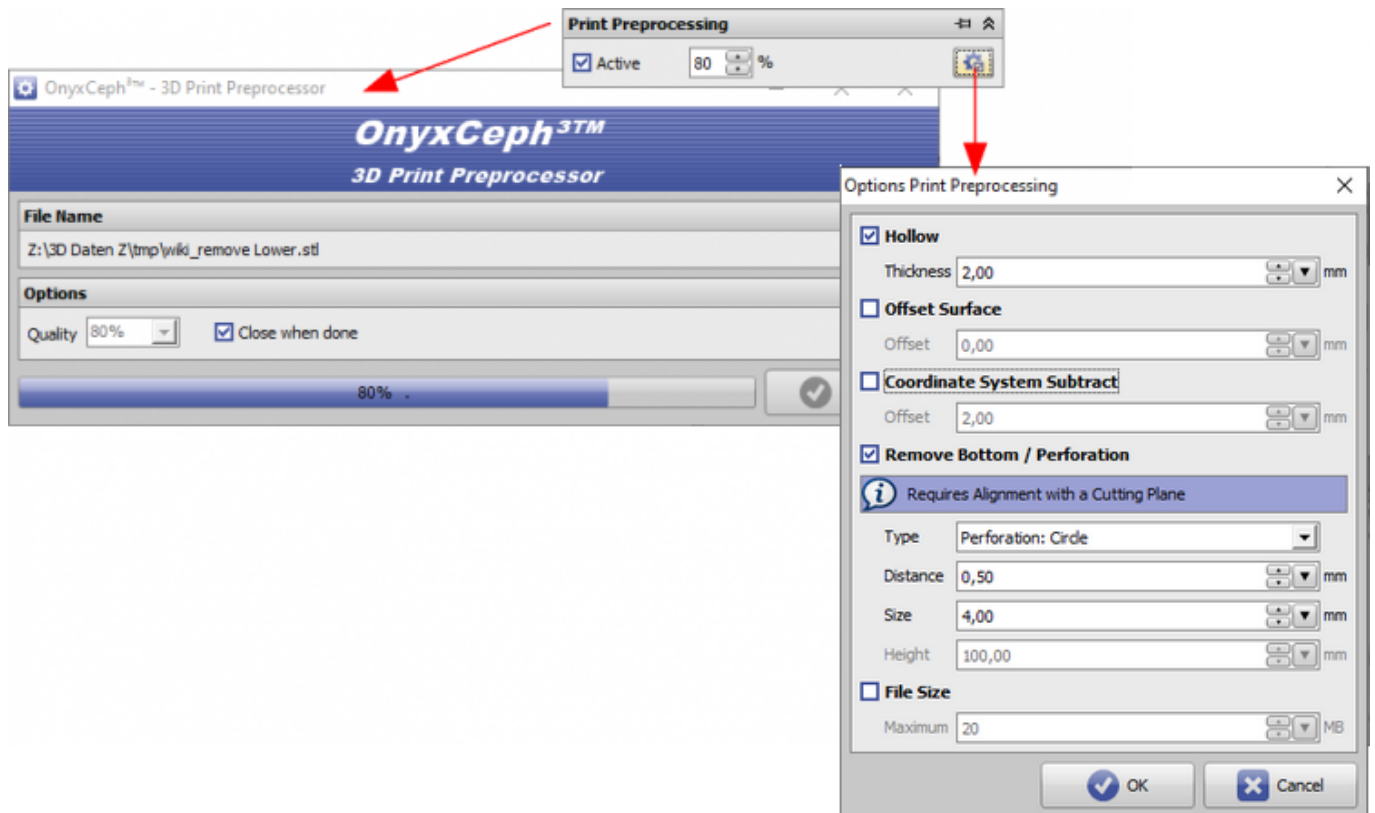 Print Preprocessing
Active 80 %
OnyxCeph³™ - 3D Print Preprocessor
OnyxCeph³ᵀᴹ
3D Print Preprocessor
File Name
Z:\3D Daten Z\tmp\wiki_remove Lower.stl
Options
Quality 80% Close when done
80% .
Options Print Preprocessing
Hollow
Thickness 2,00 mm
Offset Surface
Offset 0,00 mm
Coordinate System Subtract
Offset 2,00 mm
Remove Bottom / Perforation
Requires Alignment with a Cutting Plane
Type Perforation: Circle
Distance 0,50 mm
Size 4,00 mm
Height 100,00 mm
File Size
Maximum 20 MB
OK Cancel